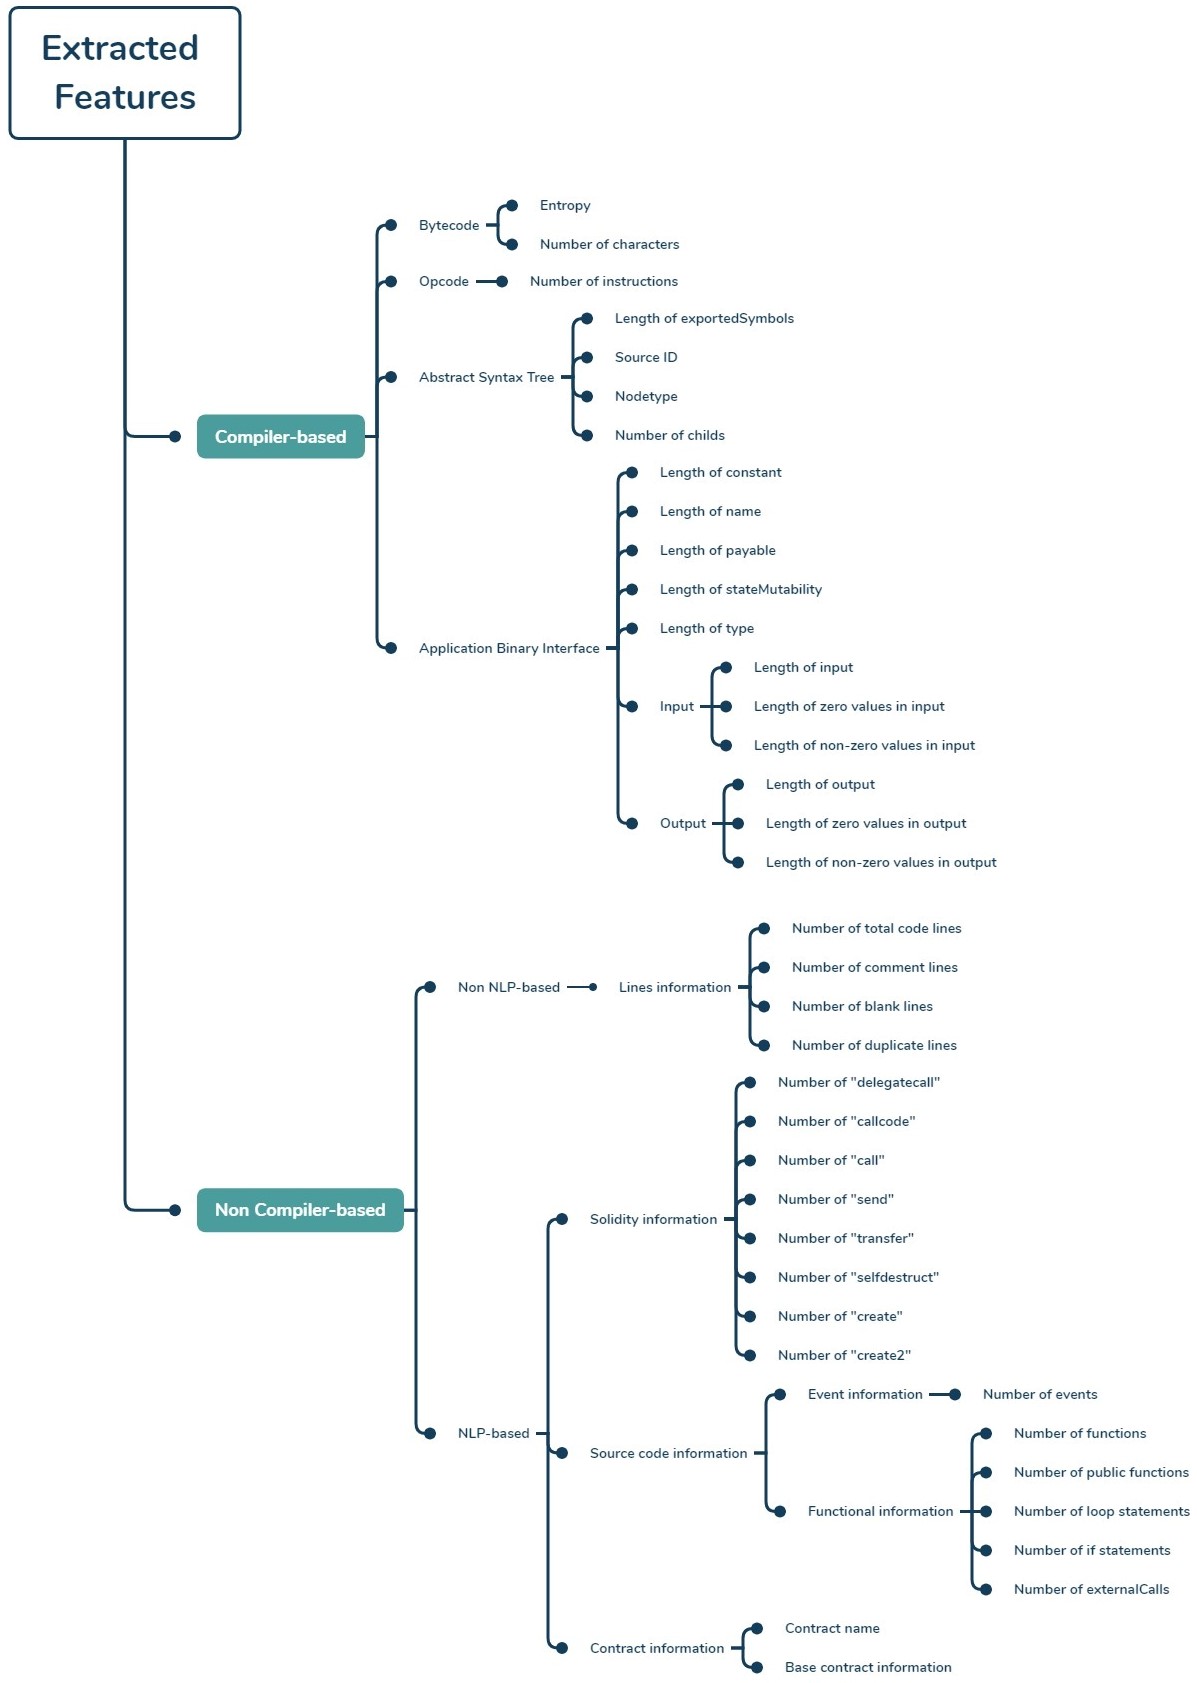 Extracted
Features
Compiler-based
Bytecode
Entropy
Number of characters
Opcode
Number of instructions
Abstract Syntax Tree
Length of exportedSymbols
Source ID
Nodetype
Number of childs
Application Binary Interface
Length of constant
Length of name
Length of payable
Length of stateMutability
Length of type
Input
Length of input
Length of zero values in input
Length of non-zero values in input
Output
Length of output
Length of zero values in output
Length of non-zero values in output
Non Compiler-based
Non NLP-based
Lines information
Number of total code lines
Number of comment lines
Number of blank lines
Number of duplicate lines
NLP-based
Solidity information
Number of "delegatecall"
Number of "callcode"
Number of "call"
Number of "send"
Number of "transfer"
Number of "selfdestruct"
Number of "create"
Number of "create2"
Source code information
Event information
Number of events
Functional information
Number of functions
Number of public functions
Number of loop statements
Number of if statements
Number of externalCalls
Contract information
Contract name
Base contract information